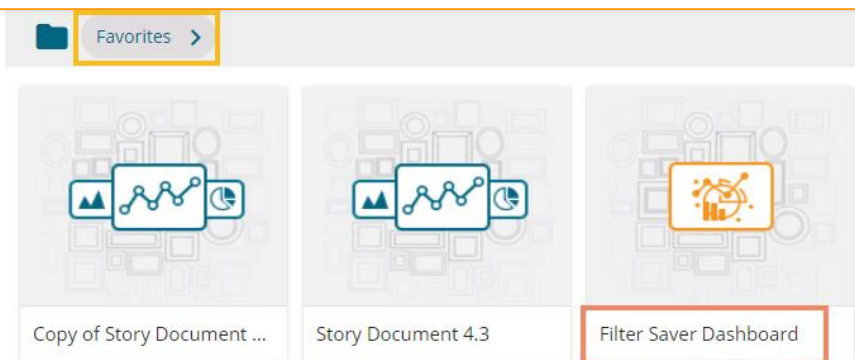 Favorites
Copy of Story Document ...
Story Document 4.3
Filter Saver Dashboard